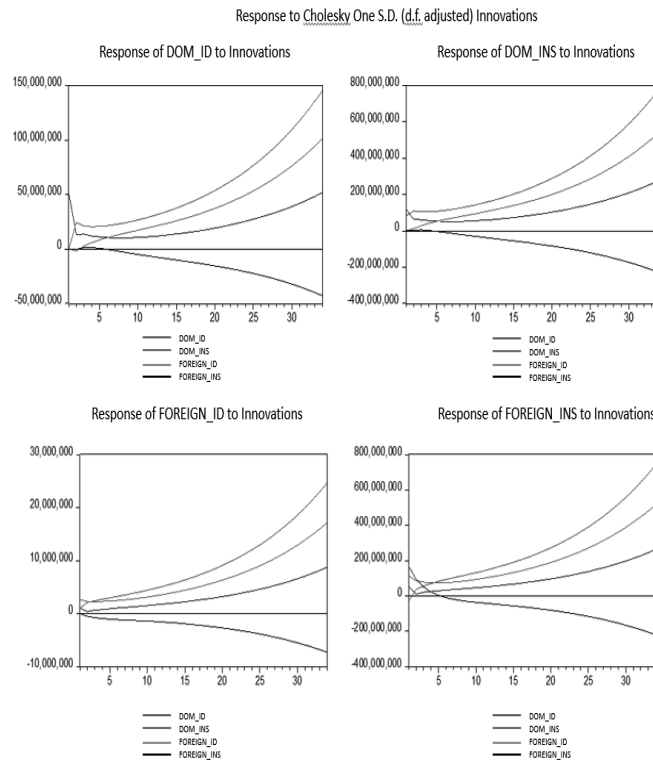 Response to Cholesky One S.D. (d.f. adjusted) Innovations
Response of DOM_ID to Innovations
150,000,000
100,000,000
50,000,000
0
-50,000,000
5 10 15 20 25 30
DOM_ID
DOM_INS
FOREIGN_ID
FOREIGN_INS
Response of DOM_INS to Innovations
800,000,000
600,000,000
400,000,000
200,000,000
0
-200,000,000
-400,000,000
5 10 15 20 25 30
DOM_ID
DOM_INS
FOREIGN_ID
FOREIGN_INS
Response of FOREIGN_ID to Innovations
30,000,000
20,000,000
10,000,000
0
-10,000,000
5 10 15 20 25 30
DOM_ID
DOM_INS
FOREIGN_ID
FOREIGN_INS
Response of FOREIGN_INS to Innovations
800,000,000
600,000,000
400,000,000
200,000,000
0
-200,000,000
-400,000,000
5 10 15 20 25 30
DOM_ID
DOM_INS
FOREIGN_ID
FOREIGN_INS